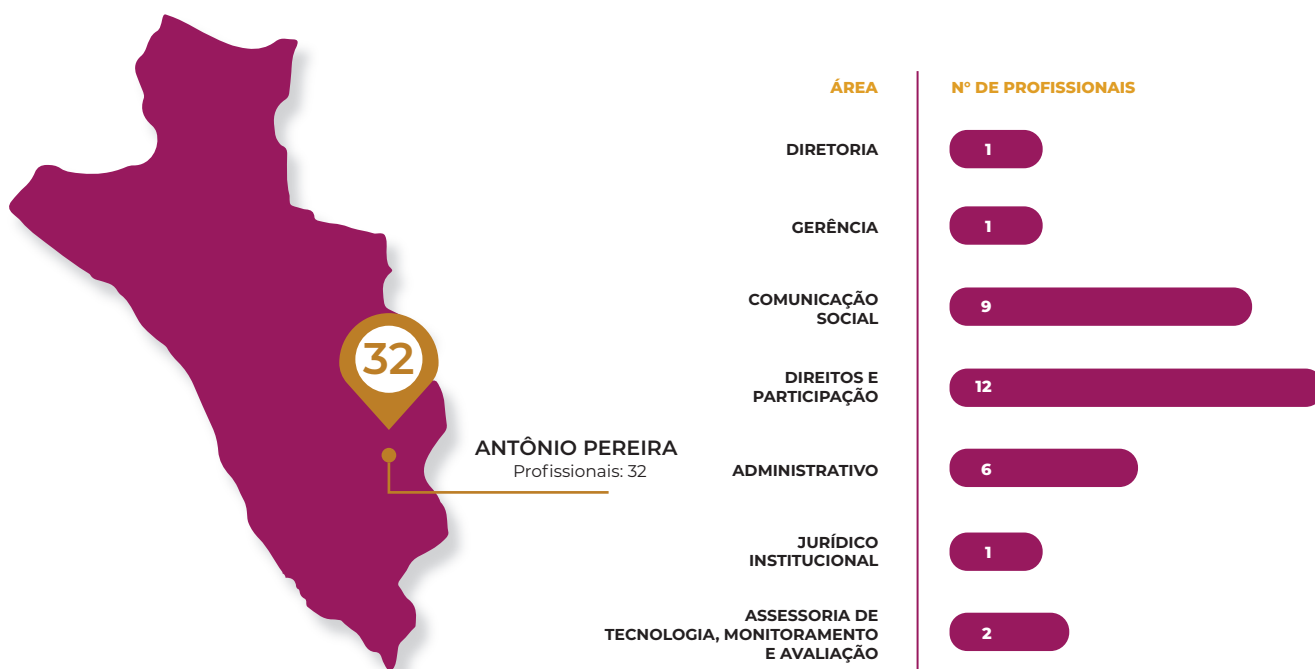 32
ANTÔNIO PEREIRA
Profissionais: 32
ÁREA
N° DE PROFISSIONAIS
DIRETORIA
1
GERÊNCIA
1
COMUNICAÇÃO
SOCIAL
9
DIREITOS E
PARTICIPAÇÃO
12
ADMINISTRATIVO
6
JURÍDICO
INSTITUCIONAL
1
ASSESSORIA DE
TECNOLOGIA, MONITORAMENTO
E AVALIAÇÃO
2